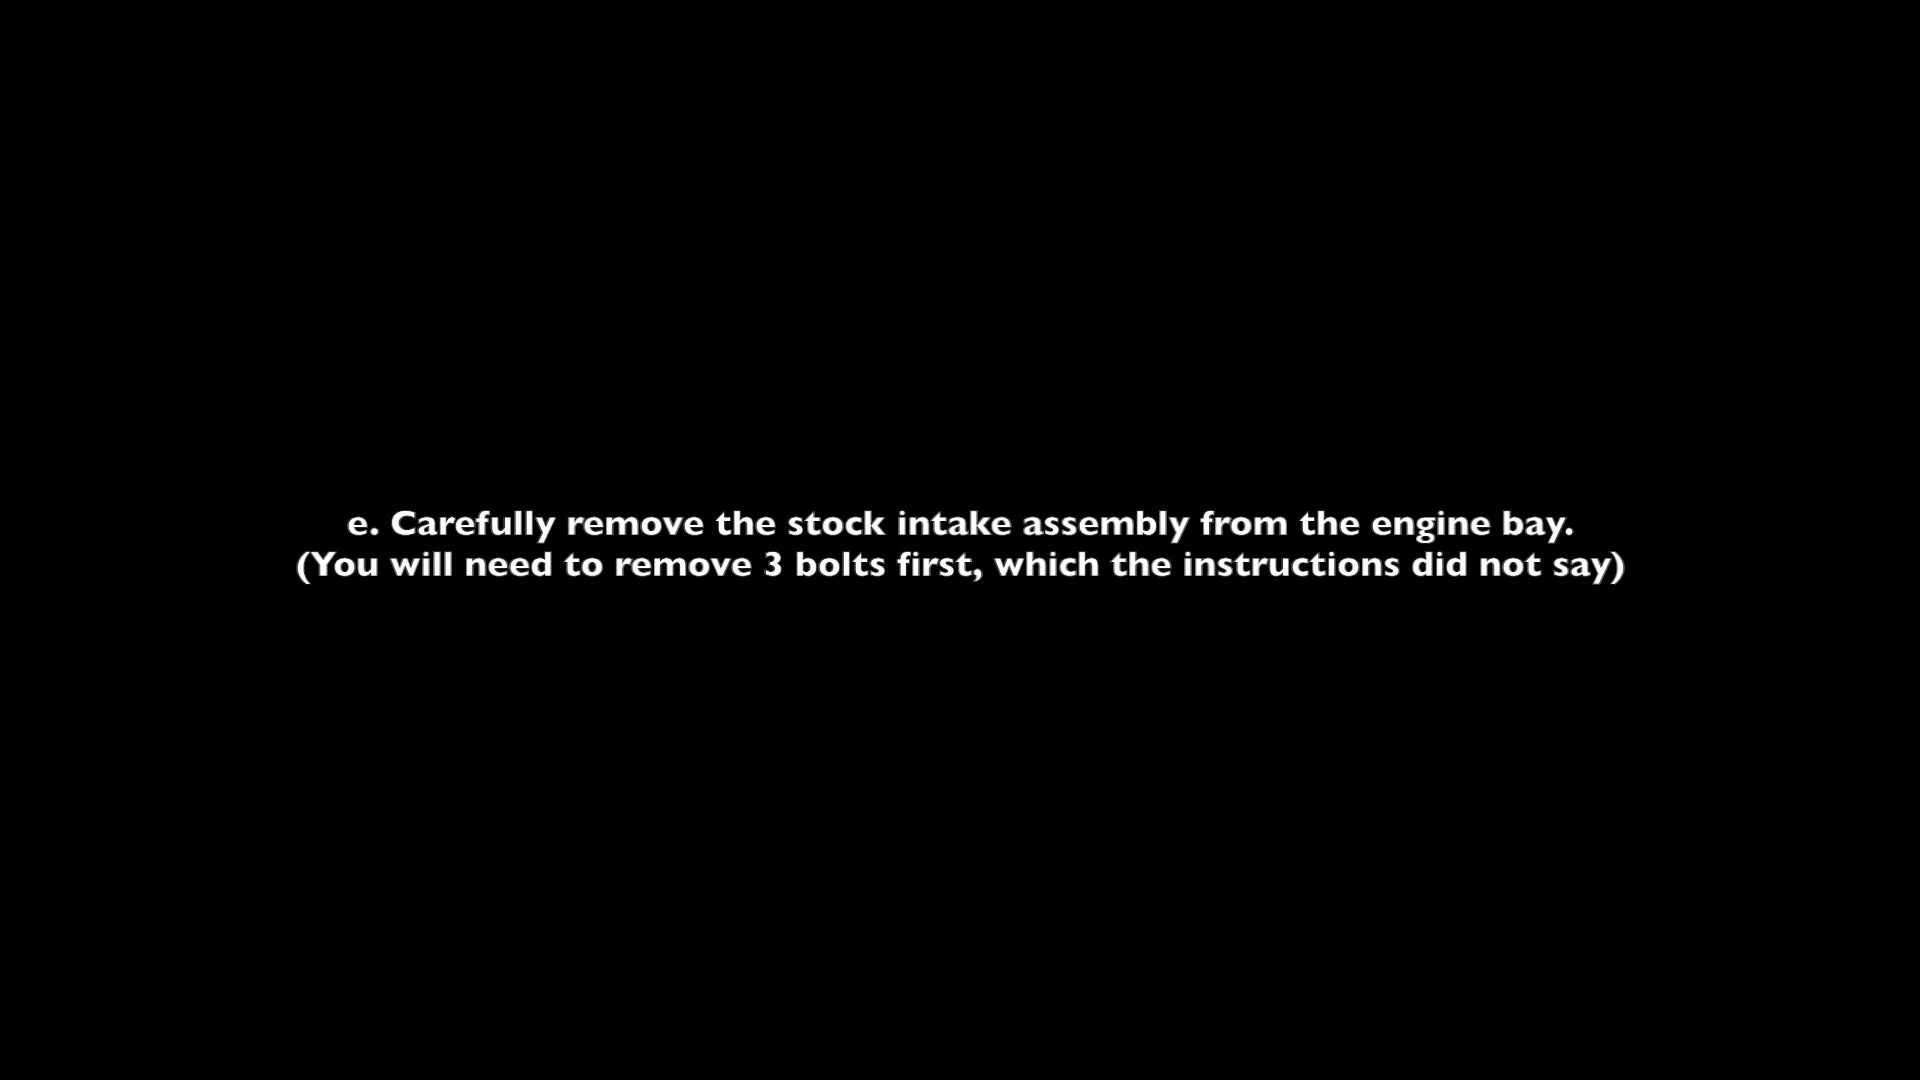 e. Carefully remove the stock intake assembly from the engine bay.
(You will need to remove 3 bolts first, which the instructions did not say)